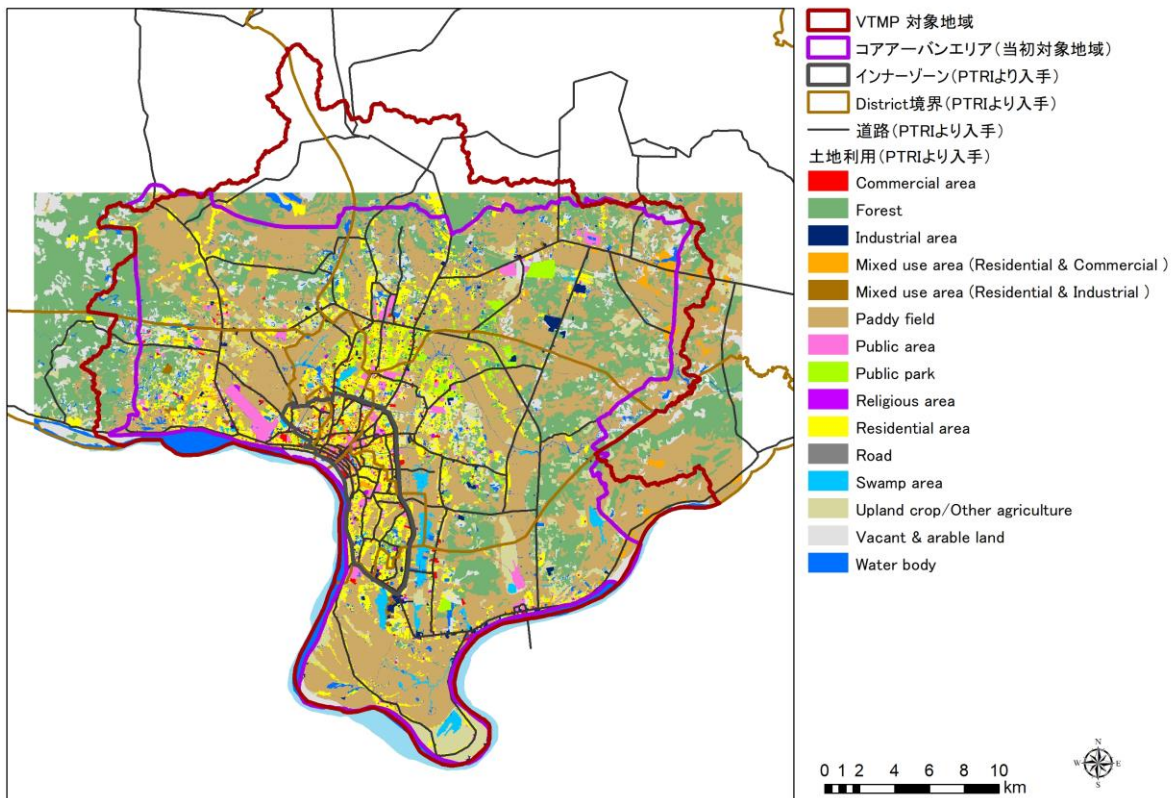 VTMP 対象地域
コアアーバンエリア(当初対象地域)
インナーゾーン(PTRIより入手)
District境界(PTRIより入手)
道路(PTRIより入手)
土地利用(PTRIより入手)
Commercial area
Forest
Industrial area
Mixed use area (Residential & Commercial )
Mixed use area (Residential & Industrial )
Paddy field
Public area
Public park
Religious area
Residential area
Road
Swamp area
Upland crop/Other agriculture
Vacant & arable land
Water body
N
W E
S
0 1 2 4 6 8 10
km